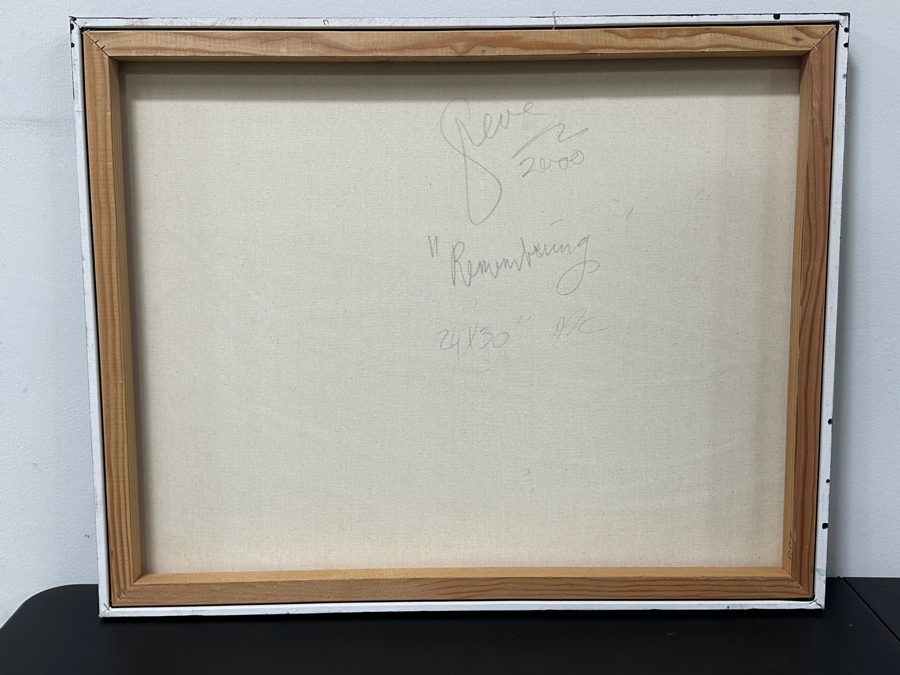 Steve
2000
"Remembering"
24x30"